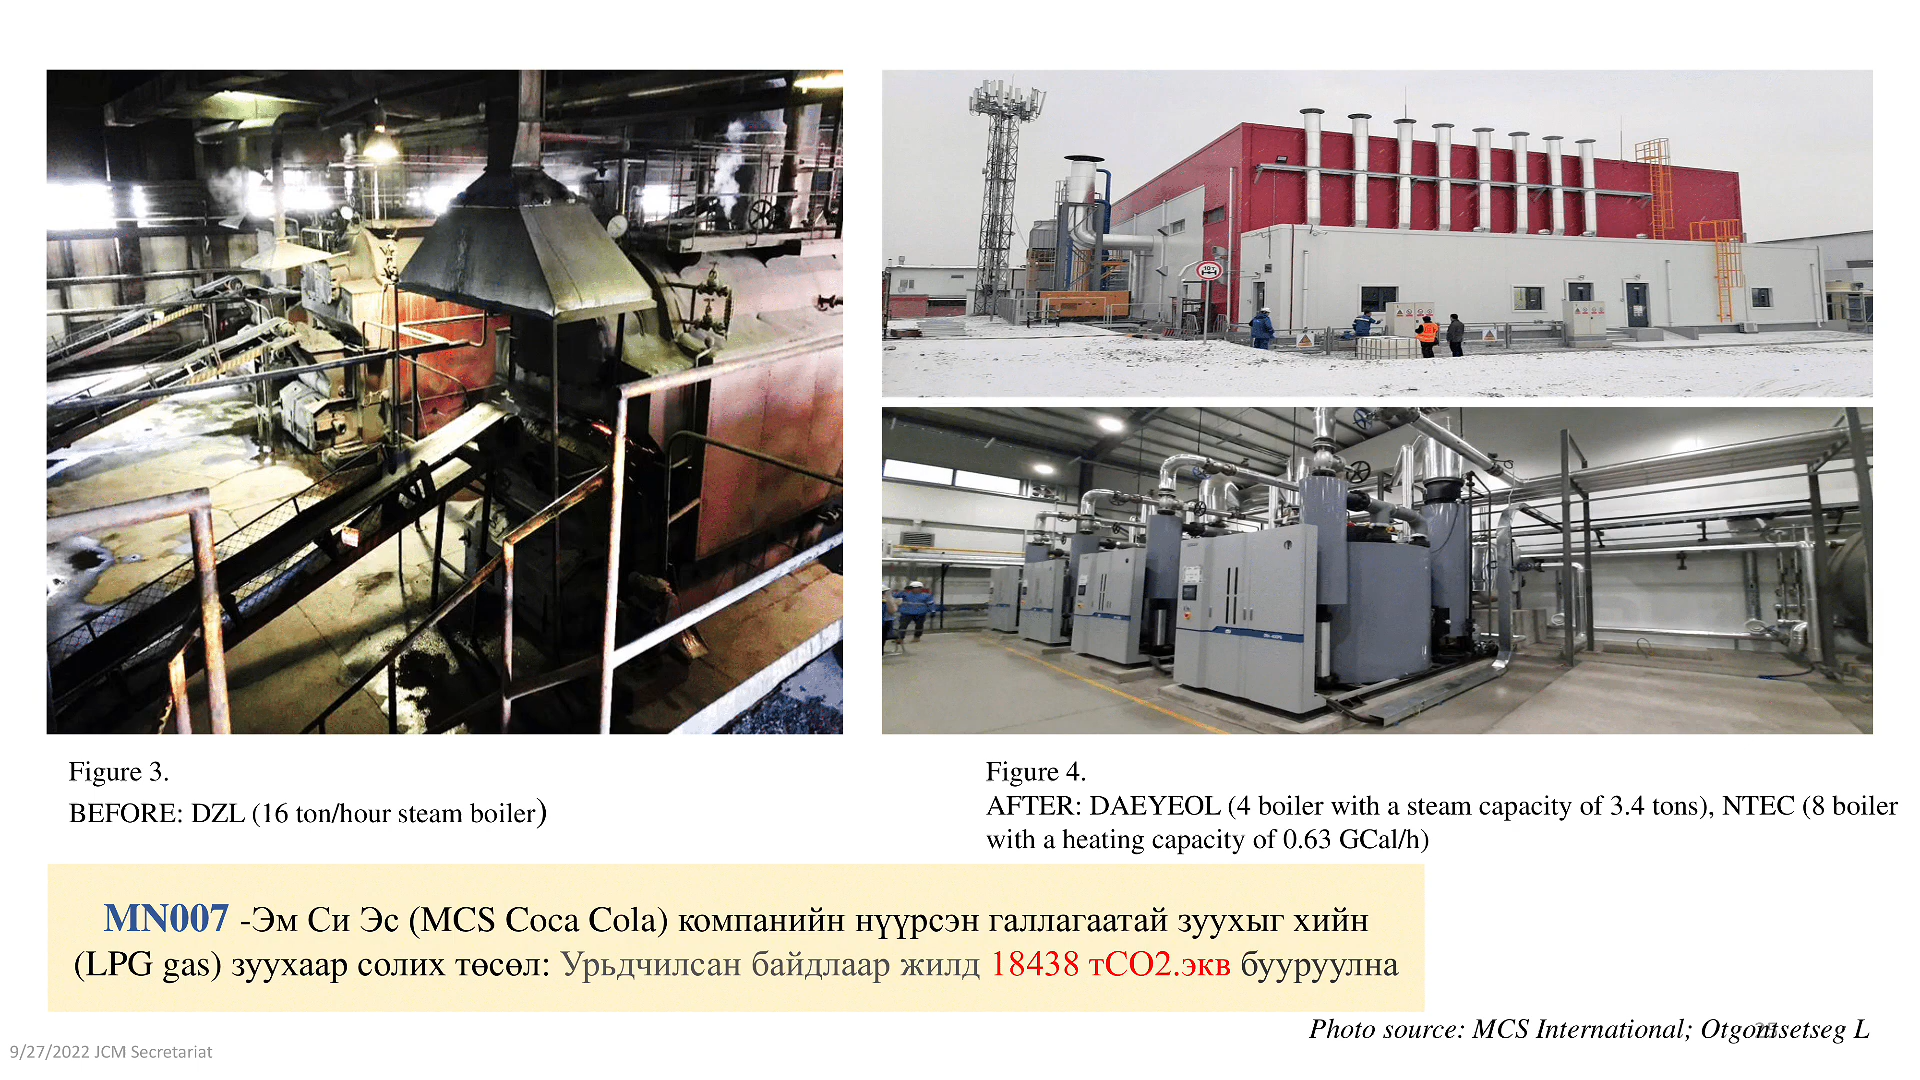 Figure 3.
BEFORE: DZL (16 ton/hour steam boiler)
Figure 4.
AFTER: DAEYEOL (4 boiler with a steam capacity of 3.4 tons), NTEC (8 boiler
with a heating capacity of 0.63 GCal/h)
MN007 -Эм Си Эс (MCS Coca Cola) компанийн нүүрсэн галлагаатай зуухыг хийн
(LPG gas) зуухаар солих төсөл: Урьдчилсан байдлаар жилд 18438 тCO2.экв бууруулна
Photo source: MCS International; Otgontsetseg L
9/27/2022 JCM Secretariat